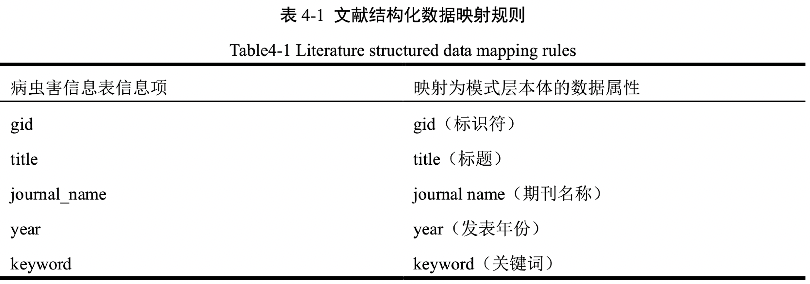 表 4-1 文献结构化数据映射规则
Table4-1 Literature structured data mapping rules
病虫害信息表信息项 映射为模式层本体的数据属性
gid gid（标识符）
title title（标题）
journal_name journal name（期刊名称）
year year（发表年份）
keyword keyword（关键词）